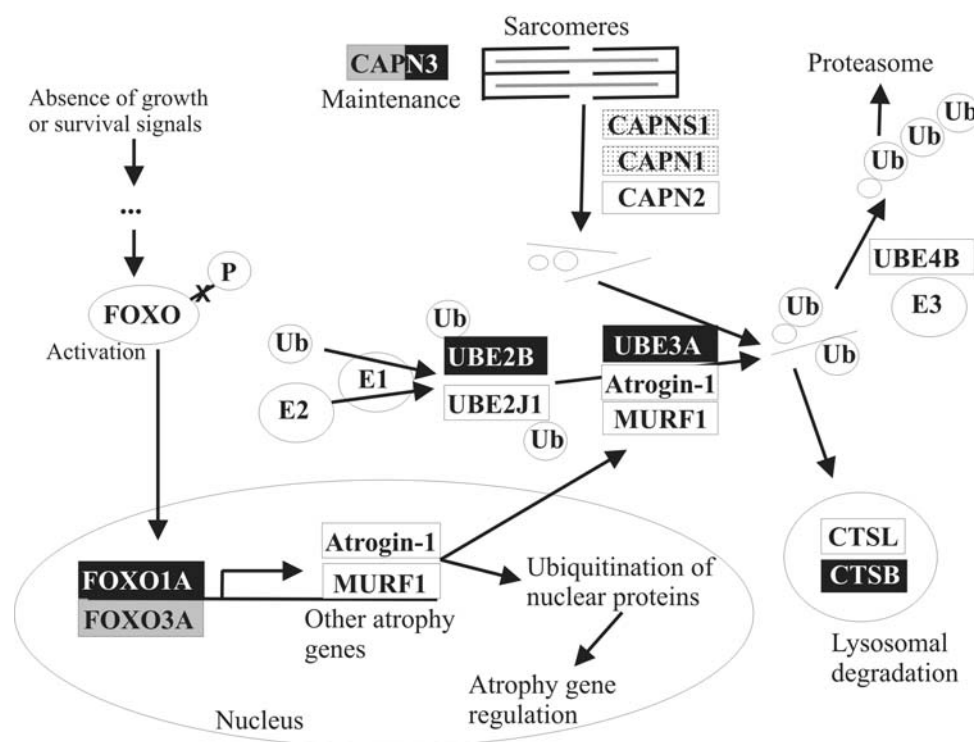 Sarcomeres
CAPN3
Maintenance
Proteasome
Absence of growth
or survival signals
...
CAPNS1
CAPN1
CAPN2
Ub
Ub
Ub
P
X
FOXO
Activation
UBE4B
E3
Ub
Ub
Ub
Ub
E1
E2
UBE2B
UBE2J1
Ub
UBE3A
Atrogin-1
MURF1
FOXO1A
FOXO3A
Atrogin-1
MURF1
Other atrophy
genes
Ubiquitination of
nuclear proteins
Atrophy gene
regulation
Nucleus
CTSL
CTSB
Lysosomal
degradation